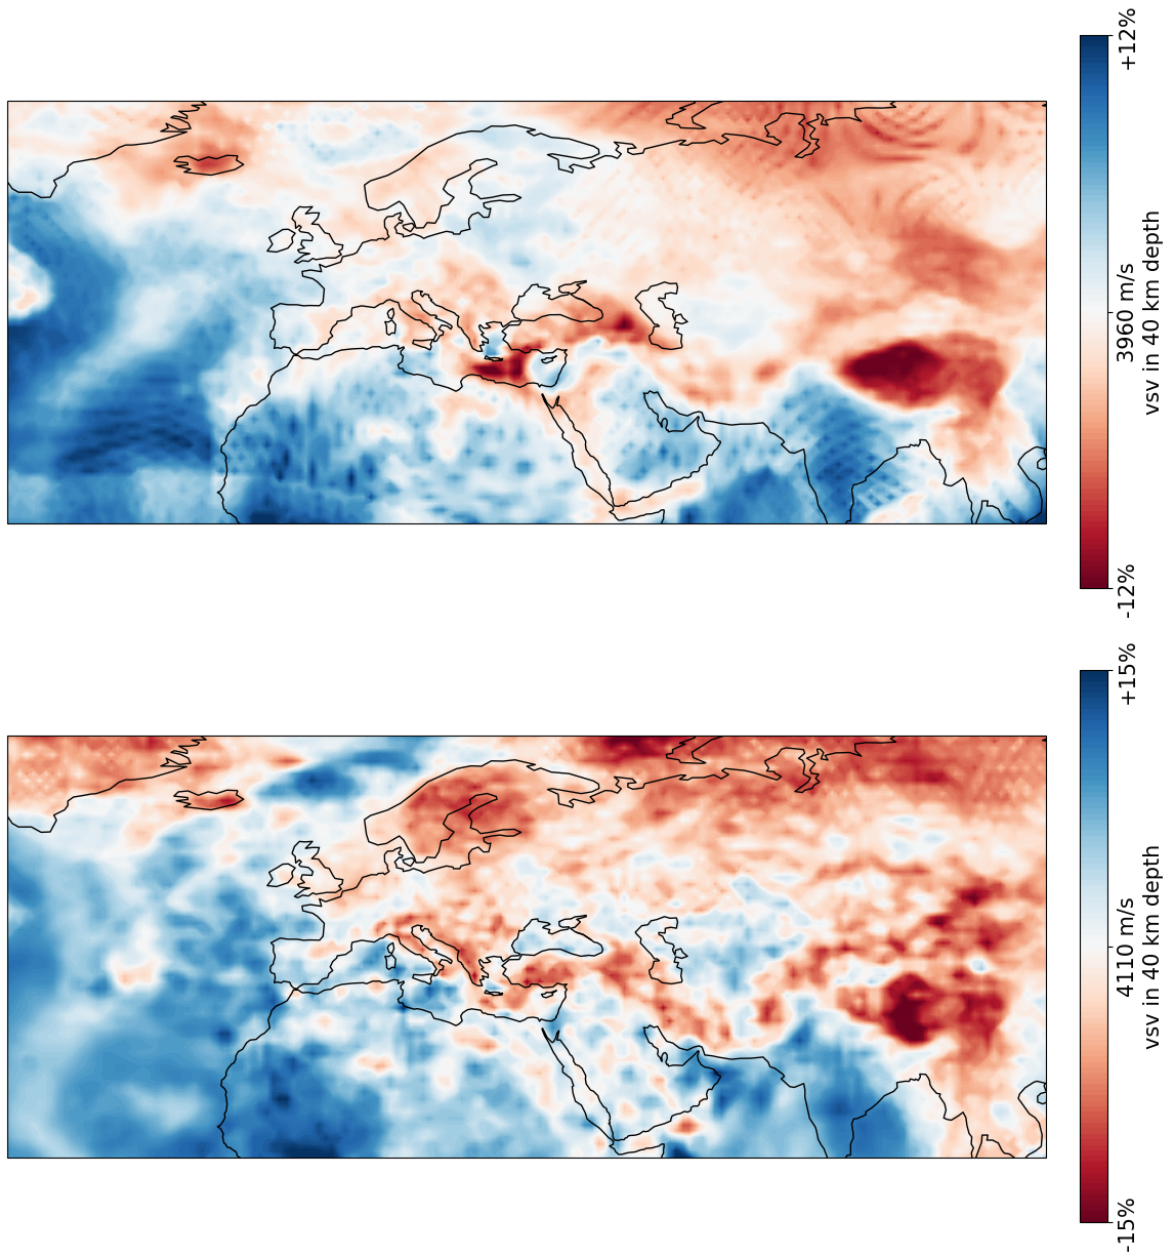 +12%
3960 m/s
-12%
vsv in 40 km depth
+15%
4110 m/s
-15%
vsv in 40 km depth